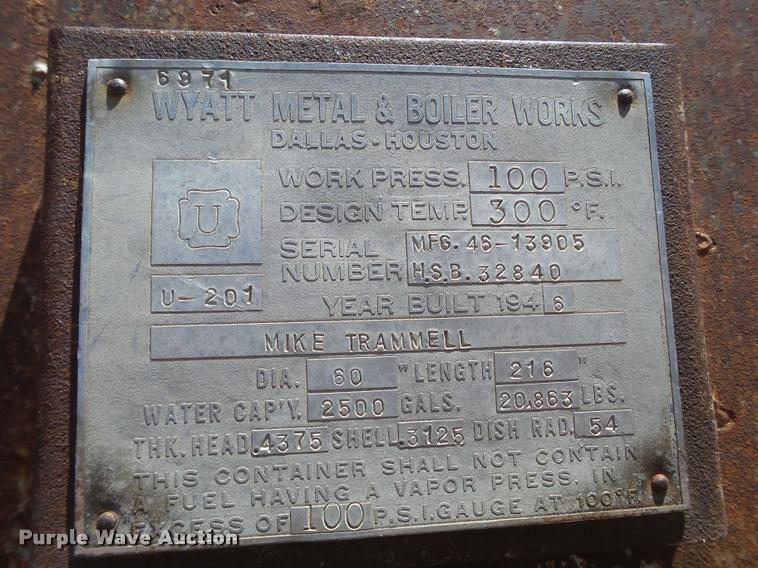 6971
WYATT METAL & BOILER WORKS
DALLAS - HOUSTON
U
WORK PRESS. 100 P.S.I.
DESIGN TEMP. 300 °F.
SERIAL NUMBER MFG. 46-13905
H.S.B. 32840
U-201
YEAR BUILT 1946
MIKE TRAMMELL
DIA. 60 " LENGTH 216 "
WATER CAP'Y. 2500 GALS. 20,863 LBS.
THK. HEAD .4375 SHELL .3125 DISH RAD. 54
THIS CONTAINER SHALL NOT CONTAIN
A FUEL HAVING A VAPOR PRESS. IN
EXCESS OF 100 P.S.I. GAUGE AT 100°F.
Purple Wave Auction